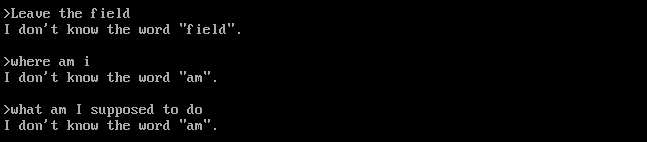 >Leave the field
I don't know the word "field".
>where am i
I don't know the word "am".
>what am I supposed to do
I don't know the word "am".